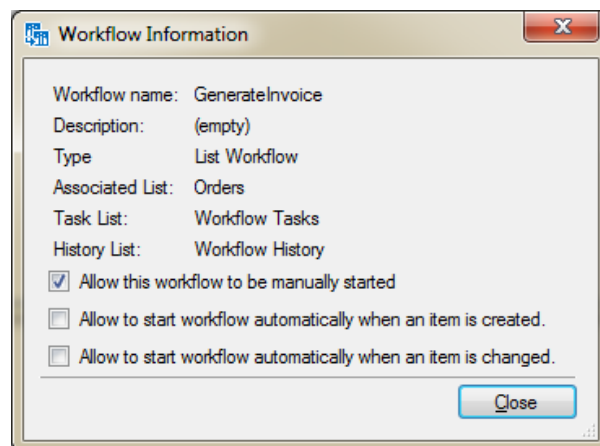 Workflow Information
Workflow name: GenerateInvoice
Description: (empty)
Type List Workflow
Associated List: Orders
Task List: Workflow Tasks
History List: Workflow History
Allow this workflow to be manually started
Allow to start workflow automatically when an item is created.
Allow to start workflow automatically when an item is changed.
Close